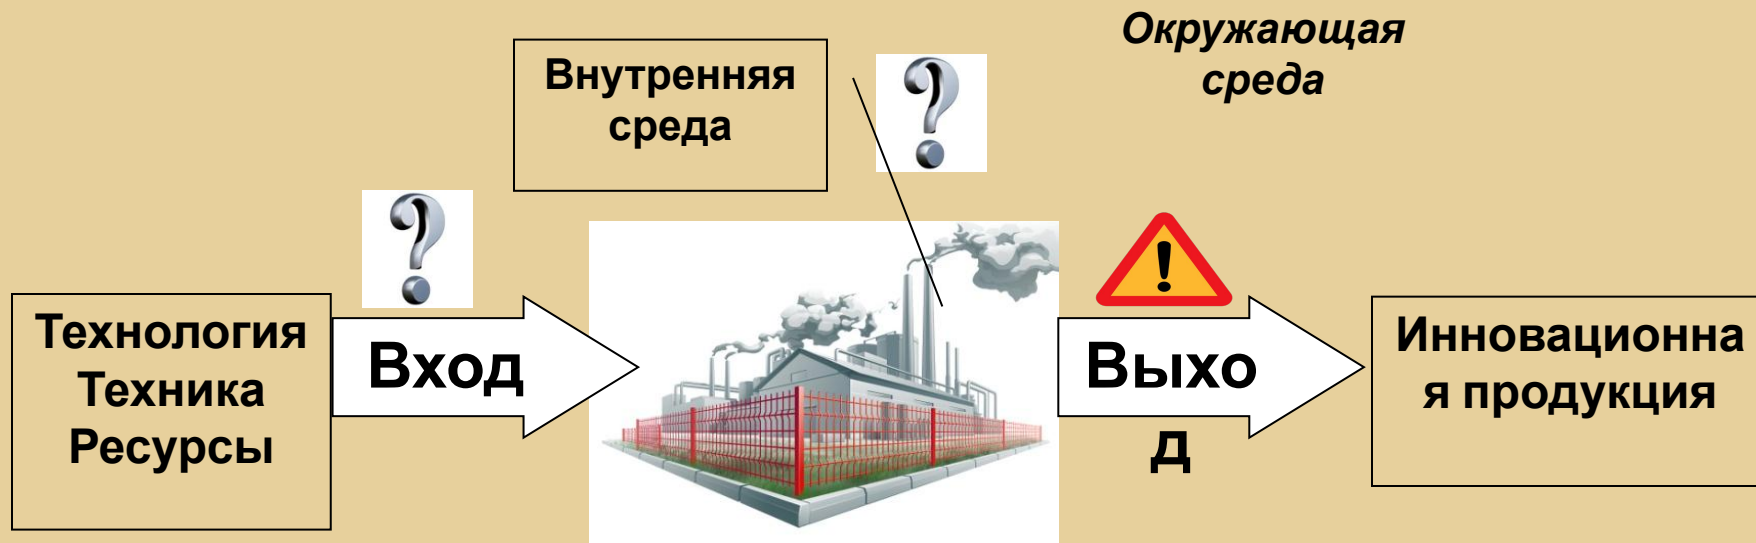 Окружающая
среда
Внутренняя
среда
Технология
Техника
Ресурсы
Вход
Выхо
д
Инновационна
я продукция